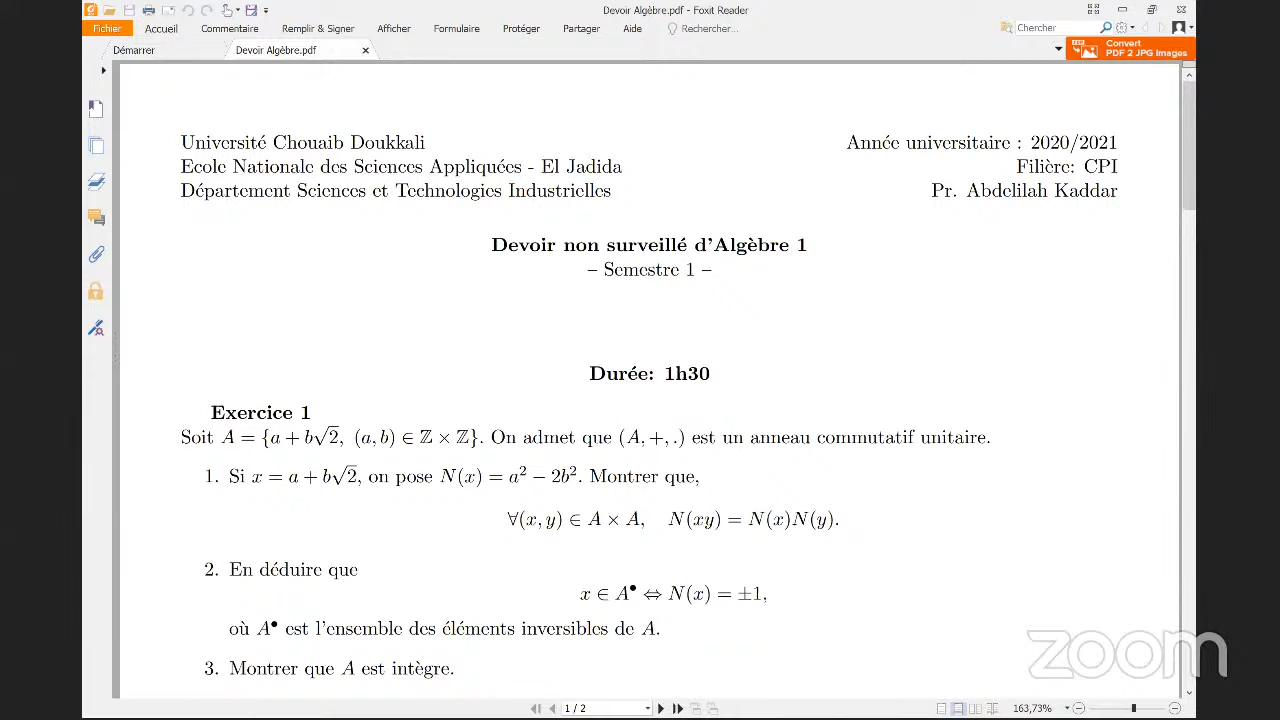 Devoir Algèbre.pdf - Foxit Reader
Fichier Accueil Commentaire Remplir & Signer Afficher Formulaire Protéger Partager Aide Rechercher... Chercher
Démarrer Devoir Algèbre.pdf Convert
PDF 2 JPG Images
Université Chouaib Doukkali Année universitaire : 2020/2021
Ecole Nationale des Sciences Appliquées - El Jadida Filière: CPI
Département Sciences et Technologies Industrielles Pr. Abdelilah Kaddar
Devoir non surveillé d'Algèbre 1
– Semestre 1 –
Durée: 1h30
Exercice 1
Soit A = {a + b√2, (a, b) ∈ ℤ × ℤ}. On admet que (A, +, .) est un anneau commutatif unitaire.
1. Si x = a + b√2, on pose N(x) = a² − 2b². Montrer que,
∀(x, y) ∈ A × A, N(xy) = N(x)N(y).
2. En déduire que
x ∈ A• ⇔ N(x) = ±1,
où A• est l'ensemble des éléments inversibles de A.
3. Montrer que A est intègre.
zoom
1 / 2 163,73%